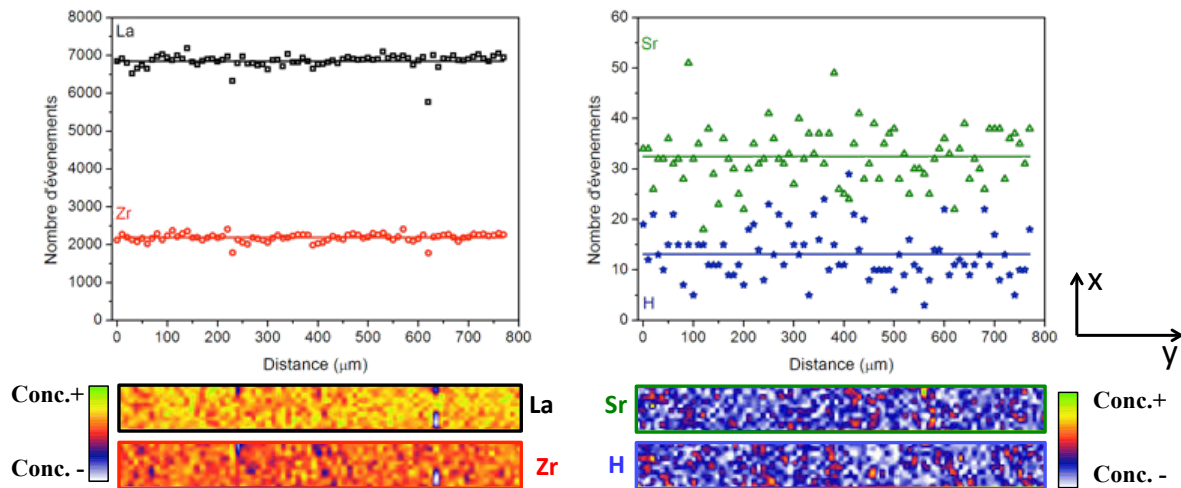 8000
7000
6000
5000
4000
3000
2000
1000
0
La
Zr
Nombre d'évenements
0 100 200 300 400 500 600 700 800
Distance (μm)
60
50
40
30
20
10
0
Sr
H
Nombre d'évenements
0 100 200 300 400 500 600 700 800
Distance (μm)
x
y
Conc.+
Conc. -
La
Zr
Sr
H
Conc.+
Conc. -